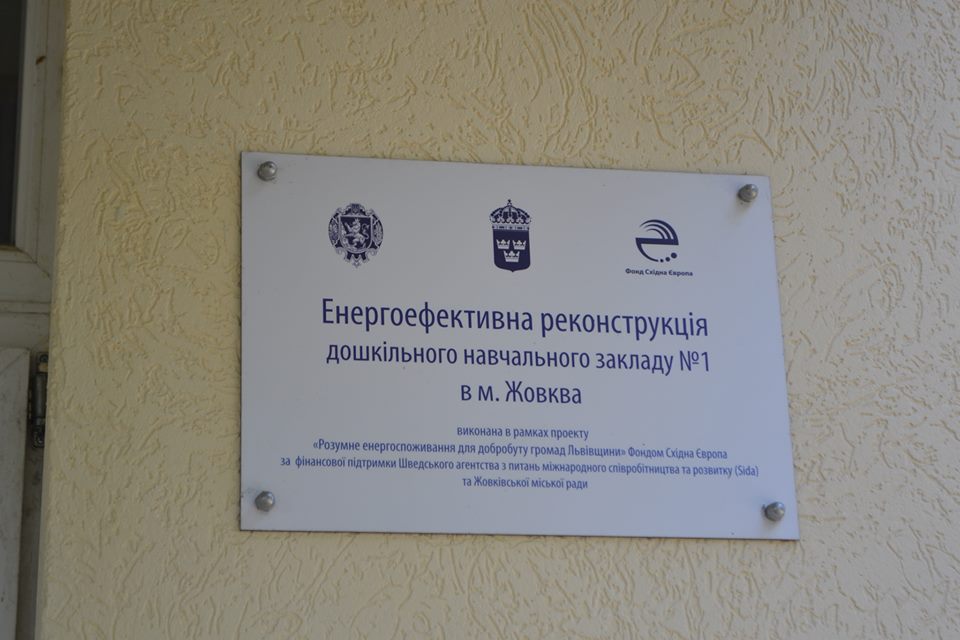 Фонд Східна Європа
Енергоефективна реконструкція
дошкільного навчального закладу №1
в м. Жовква
виконана в рамках проекту
«Розумне енергоспоживання для добробуту громад Львівщини» Фондом Східна Європа
за фінансової підтримки Шведського агентства з питань міжнародного співробітництва та розвитку (Sida)
та Жовківської міської ради